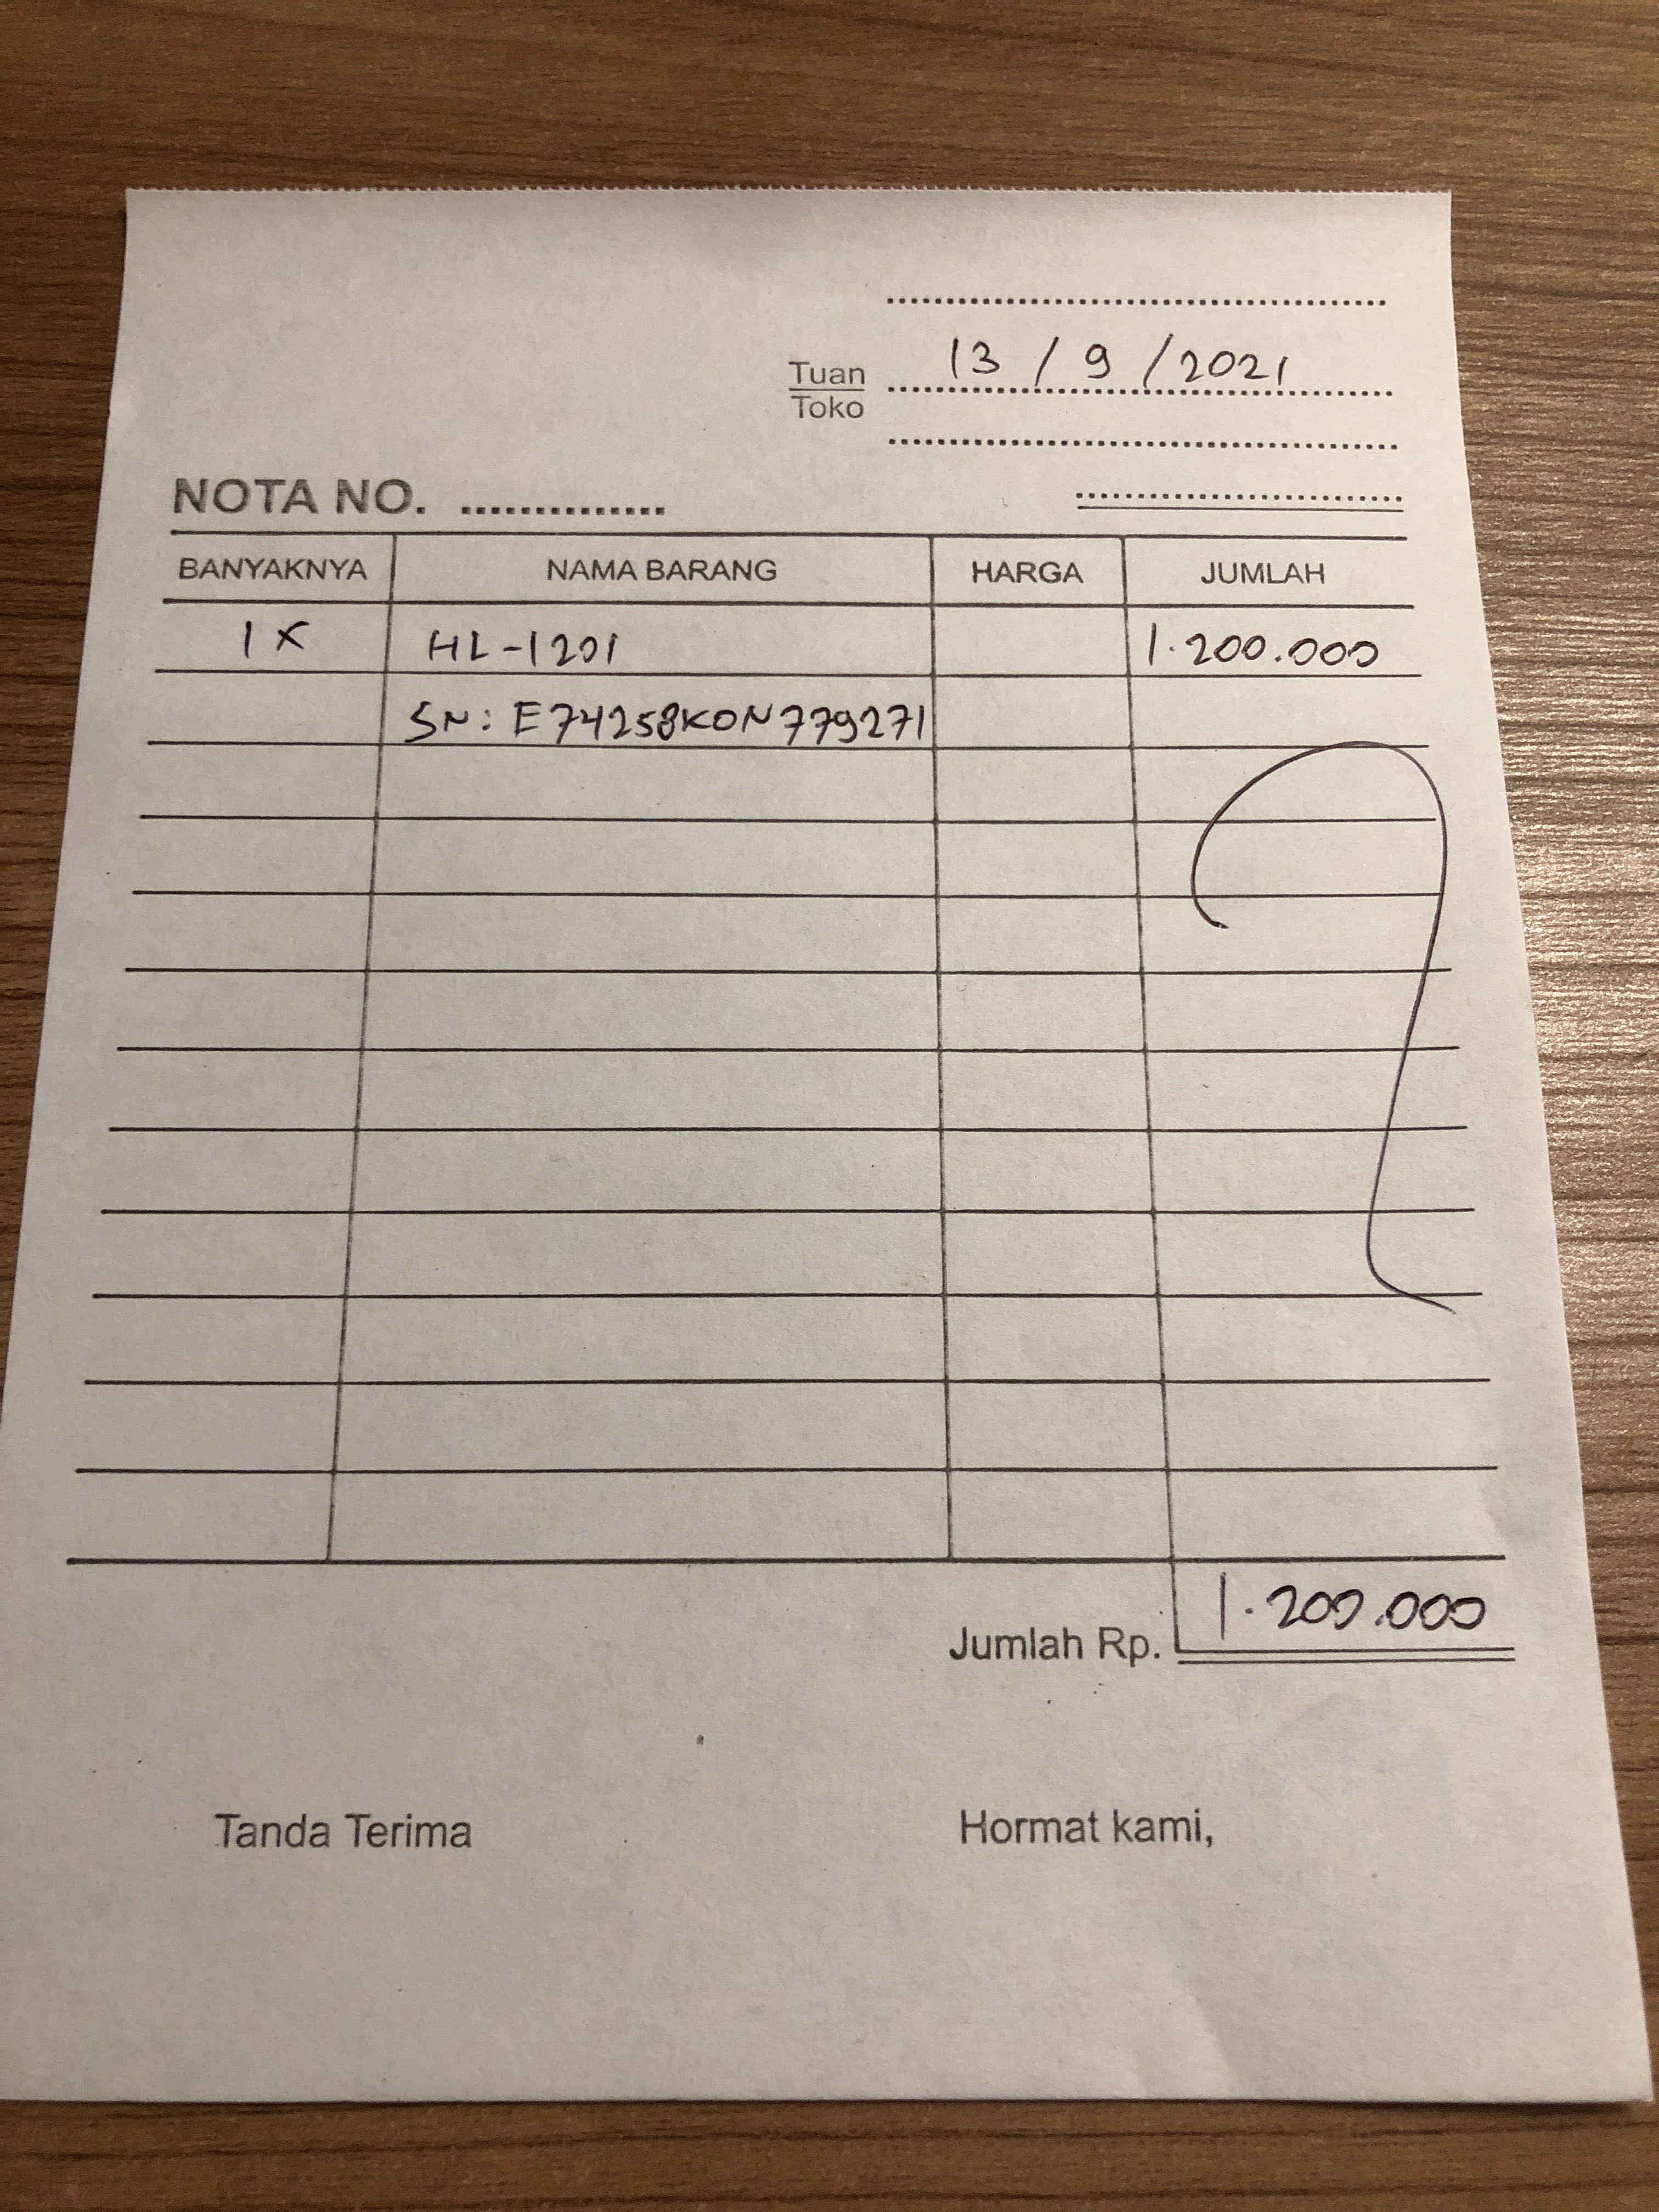 13 / 9 / 2021
Tuan
Toko
NOTA NO. ..............
BANYAKNYA NAMA BARANG HARGA JUMLAH
1 X HL-1201 1.200.000
SN: E74258K0N779271
Jumlah Rp. 1.200.000
Tanda Terima Hormat kami,